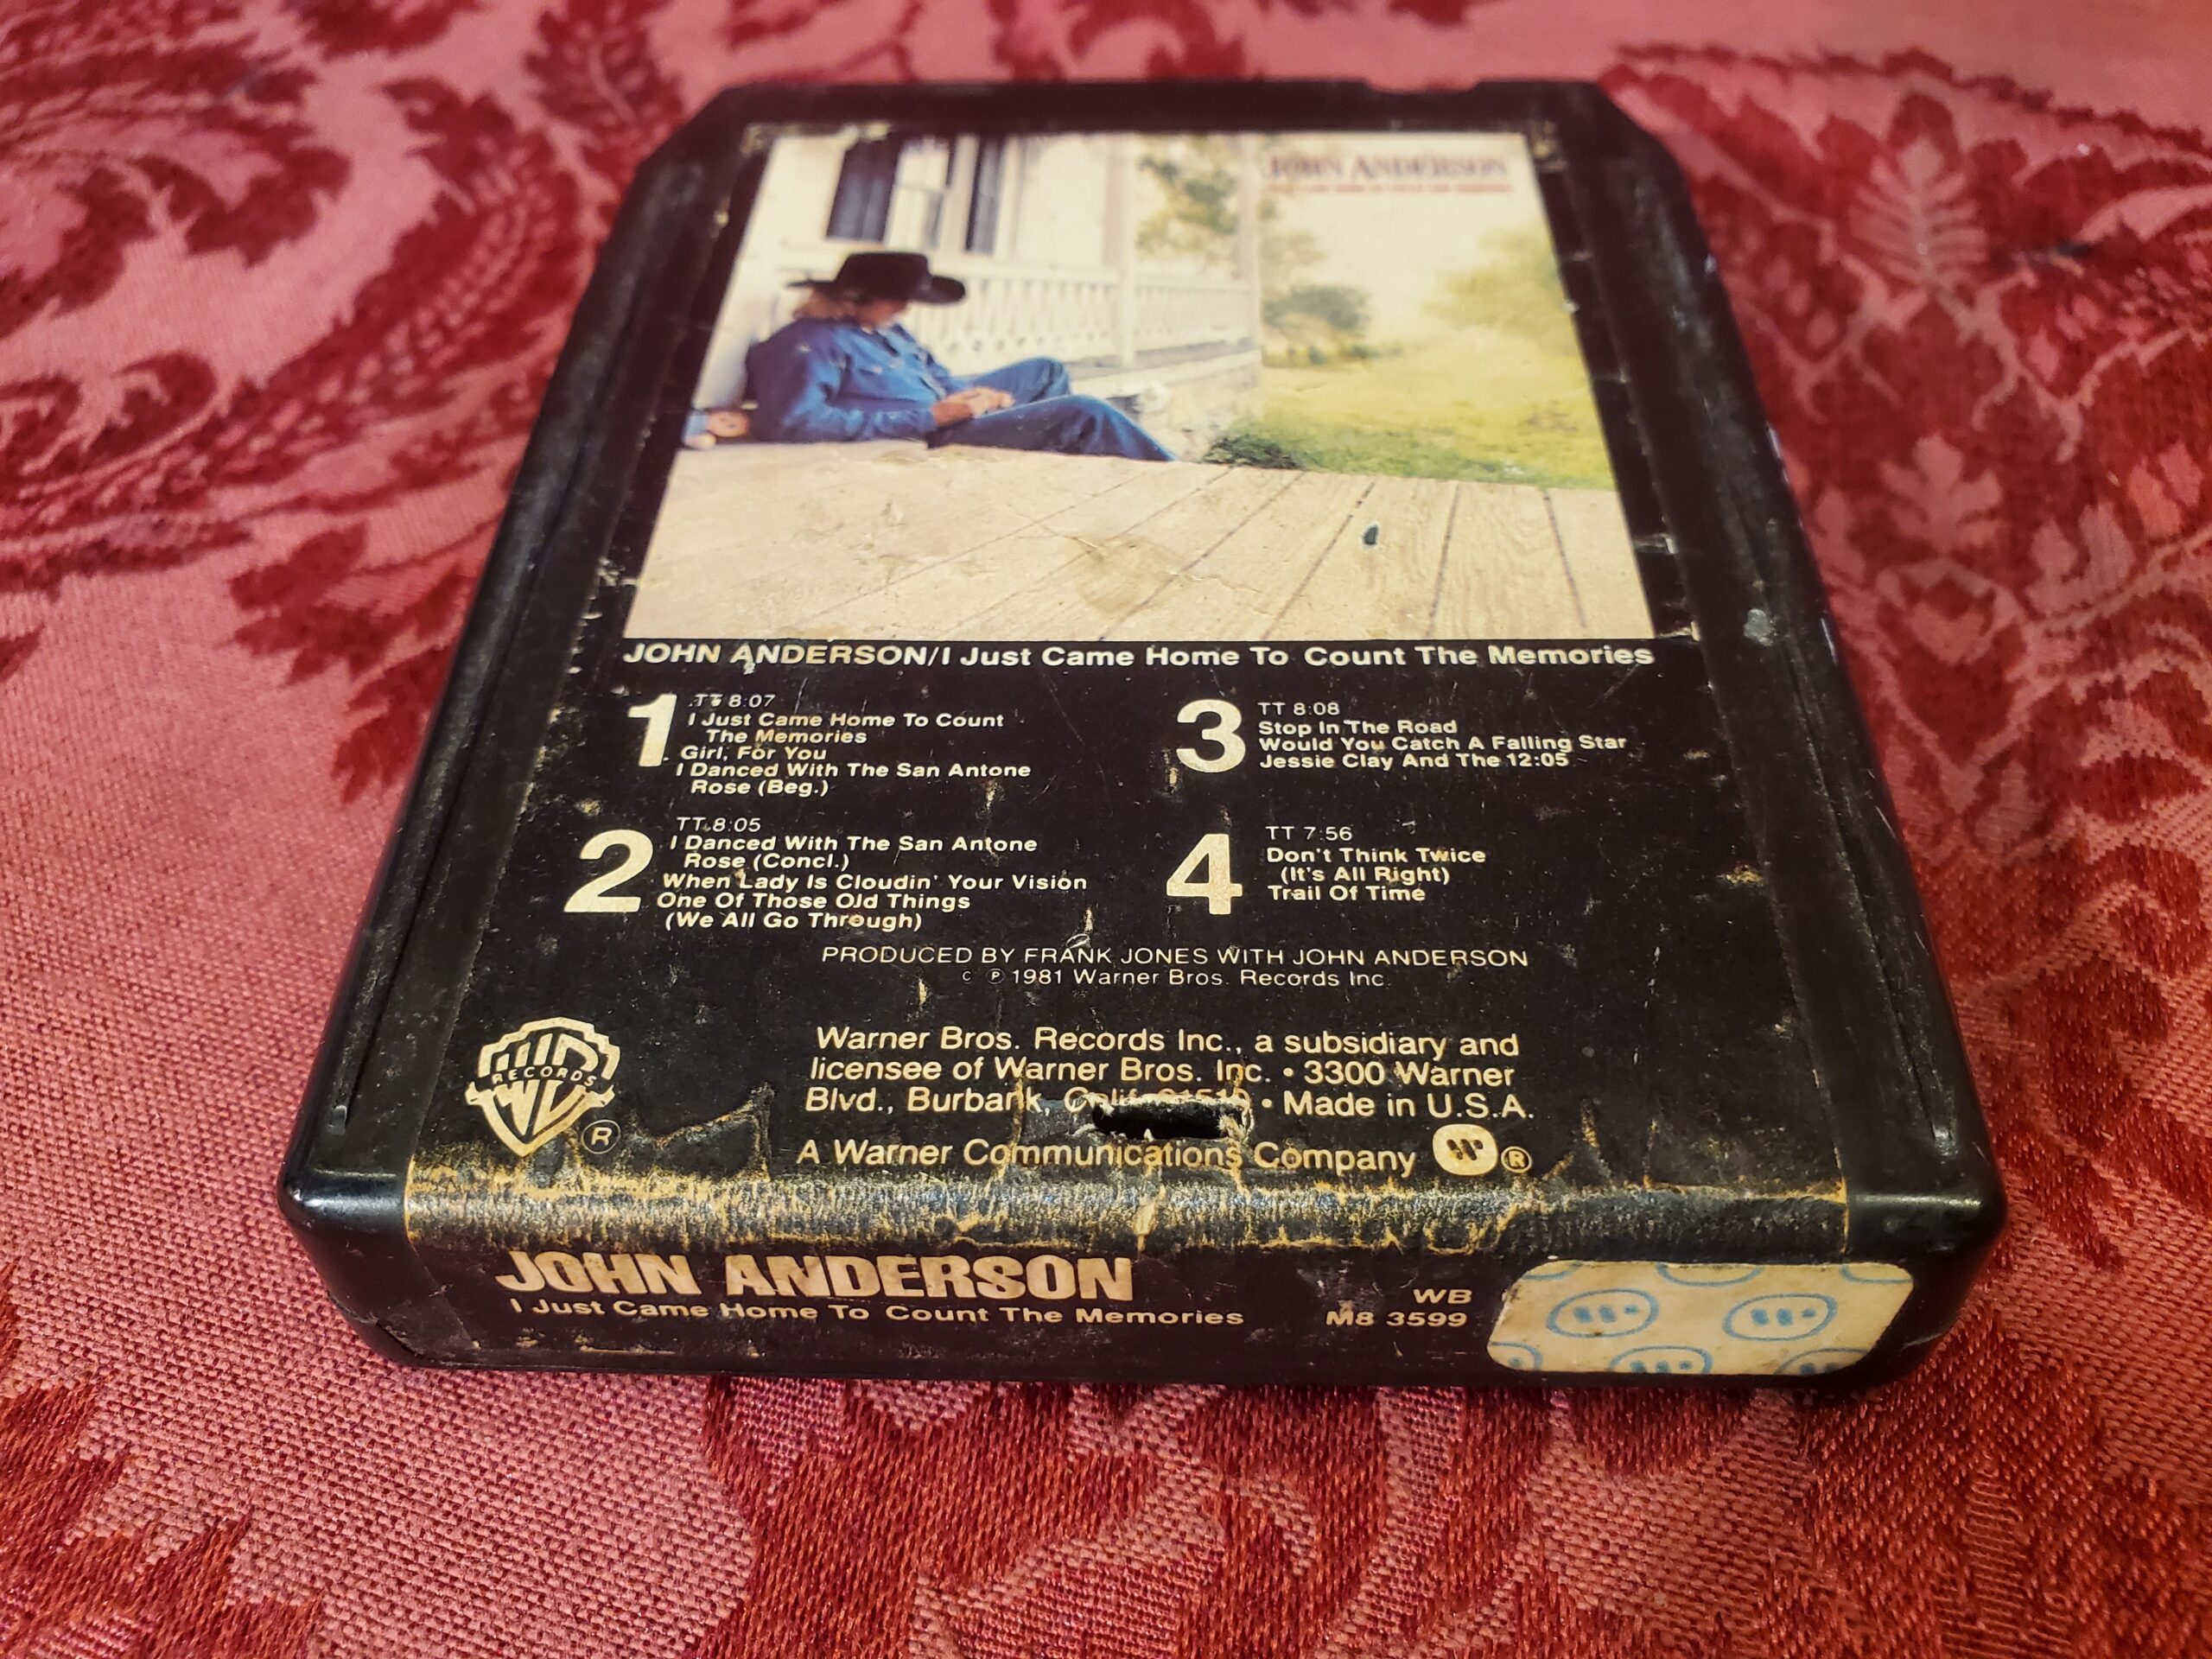 JOHN ANDERSON
JOHN ANDERSON/I Just Came Home To Count The Memories
1
TT 8:07
I Just Came Home To Count
The Memories
Girl, For You
I Danced With The San Antone
Rose (Beg.)
2
TT 8:05
I Danced With The San Antone
Rose (Concl.)
When Lady Is Cloudin' Your Vision
One Of Those Old Things
(We All Go Through)
3
TT 8:08
Stop In The Road
Would You Catch A Falling Star
Jessie Clay And The 12:05
4
TT 7:56
Don't Think Twice
(It's All Right)
Trail Of Time
PRODUCED BY FRANK JONES WITH JOHN ANDERSON
C ℗ 1981 Warner Bros. Records Inc.
WB
RECORDS
®
Warner Bros. Records Inc., a subsidiary and
licensee of Warner Bros. Inc. • 3300 Warner
Blvd., Burbank, • Made in U.S.A.
A Warner Communications Company ®
JOHN ANDERSON
I Just Came Home To Count The Memories
WB
M8 3599